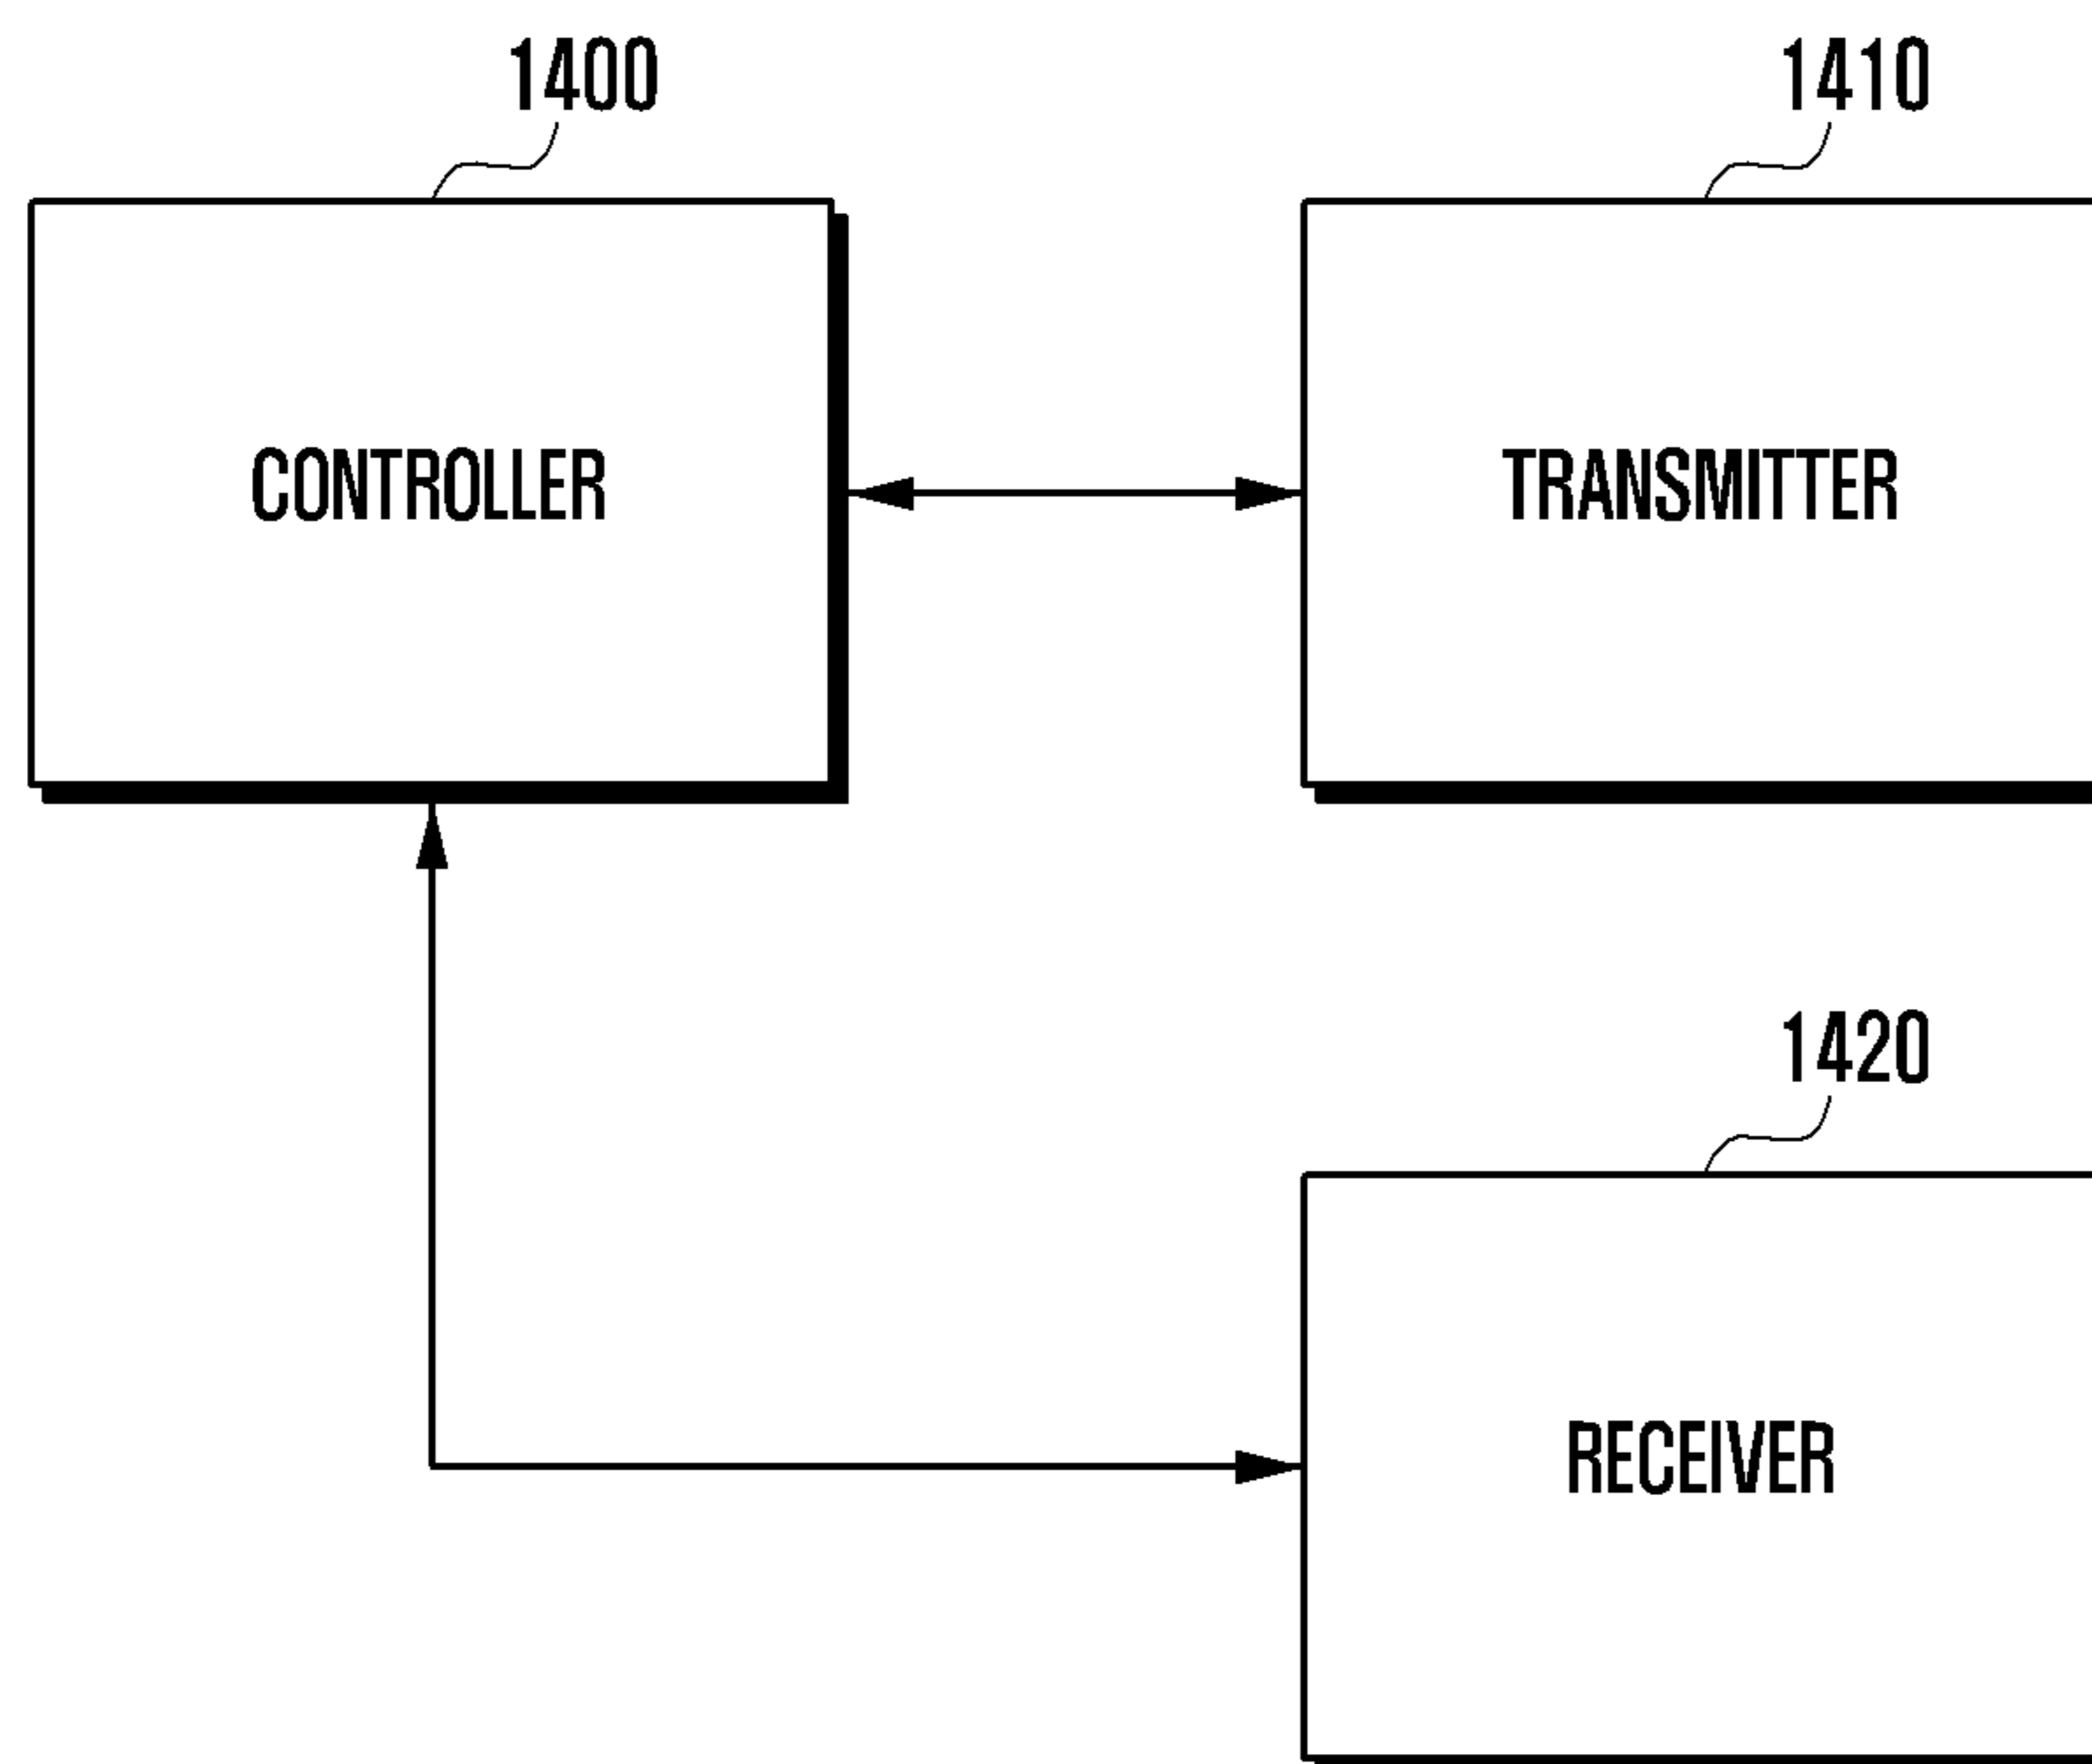 1400
1410
CONTROLLER
TRANSMITTER
1420
RECEIVER